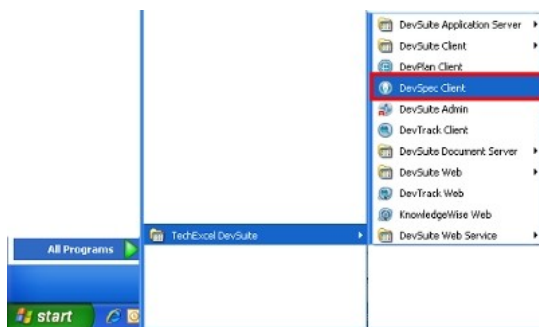 DevSuite Application Server
DevSuite Client
DevPlan Client
DevSpec Client
DevSuite Admin
DevTrack Client
DevSuite Document Server
DevSuite Web
DevTrack Web
KnowledgeWise Web
DevSuite Web Service
TechExcel DevSuite
All Programs
start